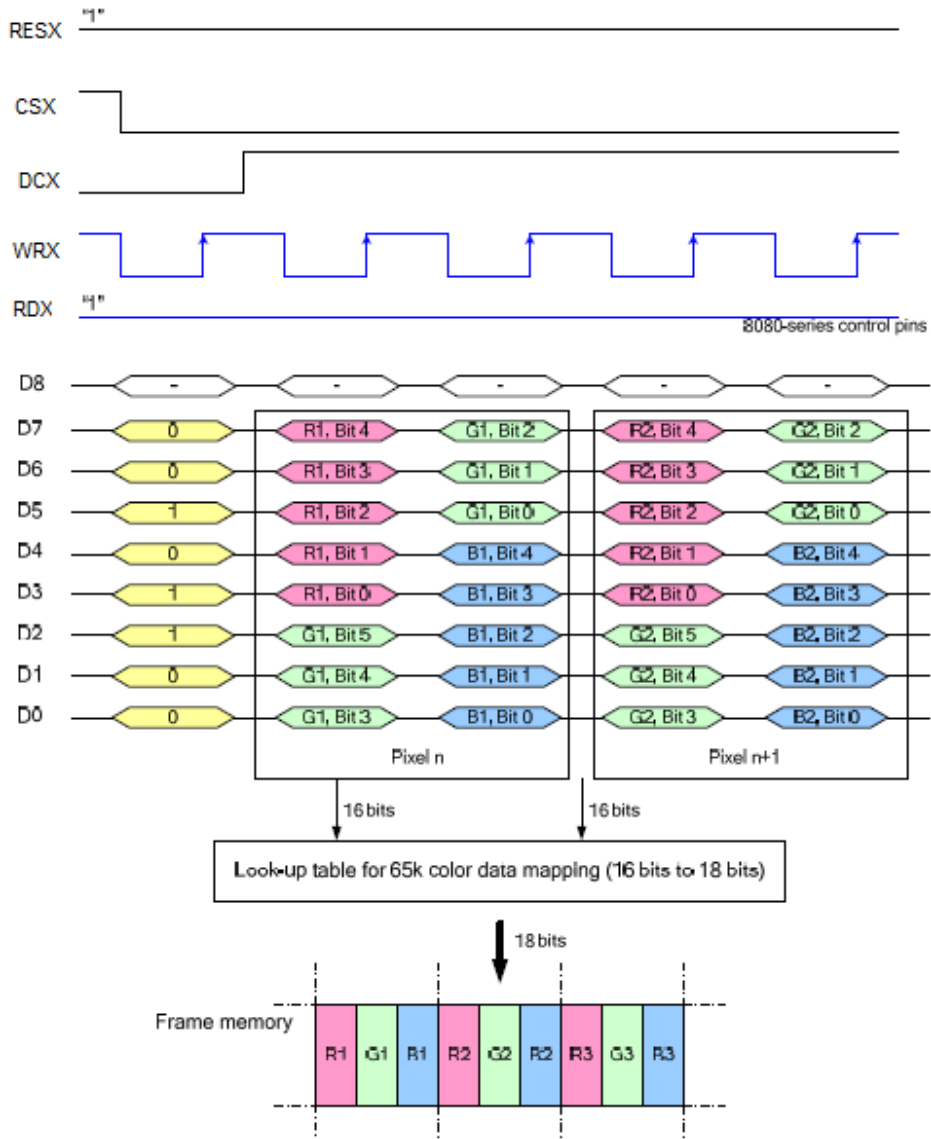 RESX "1"
CSX
DCX
WRX
RDX "1"
8080-series control pins
D8 - - - - -
D7 0 R1, Bit 4 G1, Bit 2 R2, Bit 4 G2, Bit 2
D6 0 R1, Bit 3 G1, Bit 1 R2, Bit 3 G2, Bit 1
D5 1 R1, Bit 2 G1, Bit 0 R2, Bit 2 G2, Bit 0
D4 0 R1, Bit 1 B1, Bit 4 R2, Bit 1 B2, Bit 4
D3 1 R1, Bit 0 B1, Bit 3 R2, Bit 0 B2, Bit 3
D2 1 G1, Bit 5 B1, Bit 2 G2, Bit 5 B2, Bit 2
D1 0 G1, Bit 4 B1, Bit 1 G2, Bit 4 B2, Bit 1
D0 0 G1, Bit 3 B1, Bit 0 G2, Bit 3 B2, Bit 0
Pixel n Pixel n+1
16 bits 16 bits
Look-up table for 65k color data mapping (16 bits to 18 bits)
18 bits
Frame memory
R1 G1 R1 R2 G2 R2 R3 G3 R3